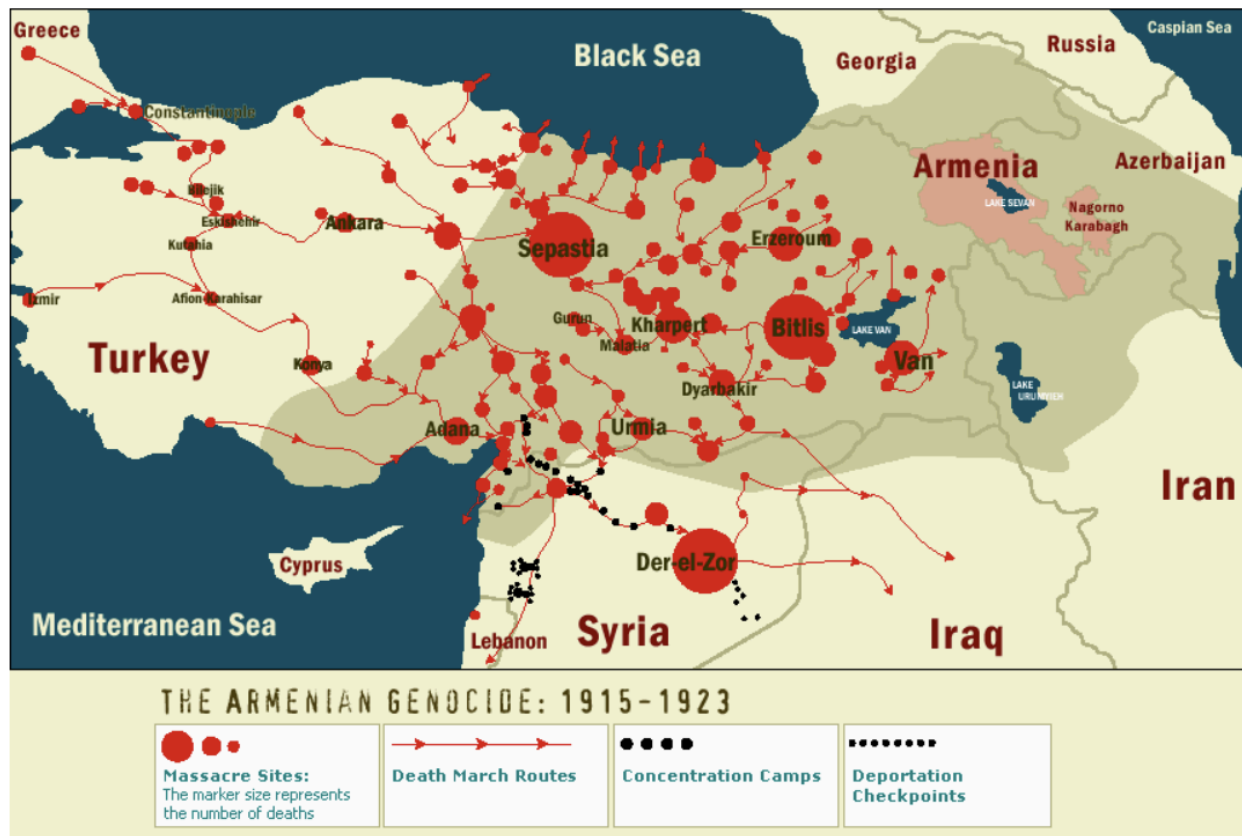 Greece
Black Sea
Georgia
Russia
Caspian Sea
Constantinople
Armenia
Azerbaijan
LAKE SEVAN
Nagorno
Karabagh
Bilejik
Eskishehir
Ankara
Kutahia
Sepastia
Erzeroum
Izmir
Afion-Karahisar
Gurun
Kharpert
Bitlis
LAKE VAN
Malatia
Turkey
Konya
Van
Dyarbakir
LAKE
URUMYIEH
Adana
Urmia
Iran
Cyprus
Der-el-Zor
Mediterranean Sea
Lebanon
Syria
Iraq
THE ARMENIAN GENOCIDE: 1915-1923
Massacre Sites:
The marker size represents
the number of deaths
Death March Routes
Concentration Camps
Deportation
Checkpoints